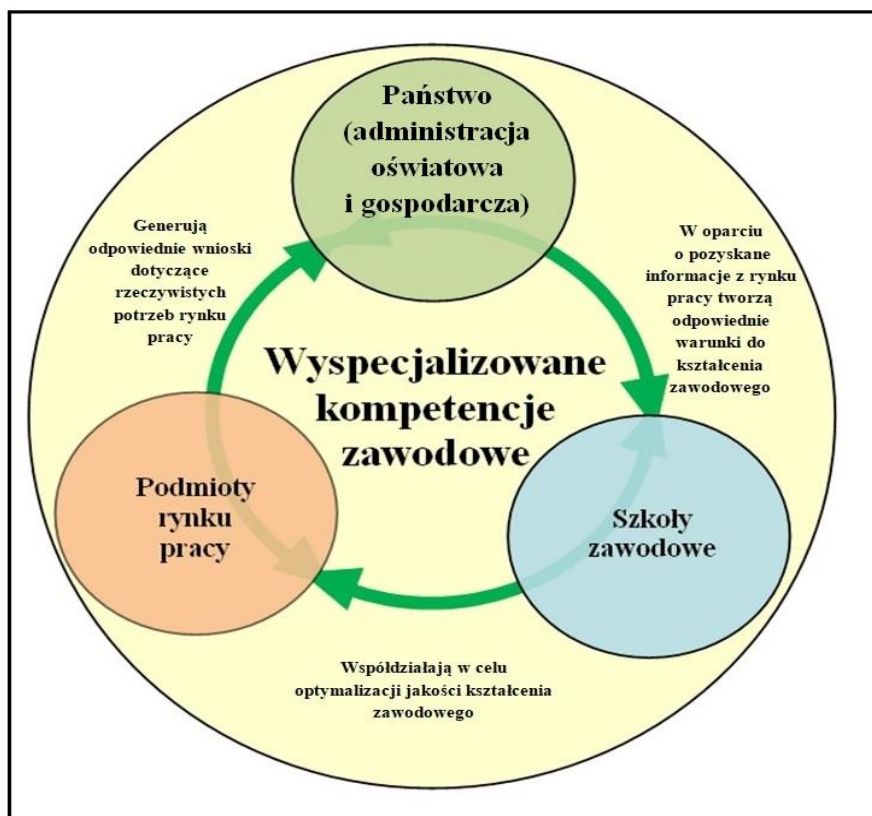 Państwo
(administracja
oświatowa
i gospodarcza)
Generują
odpowiednie wnioski
dotyczące
rzeczywistych
potrzeb rynku
pracy
W oparciu
o pozyskane
informacje z rynku
pracy tworzą
odpowiednie
warunki do
kształcenia
zawodowego
Wyspecjalizowane
kompetencje
zawodowe
Podmioty
rynku
pracy
Szkoły
zawodowe
Współdziałają w celu
optymalizacji jakości kształcenia
zawodowego